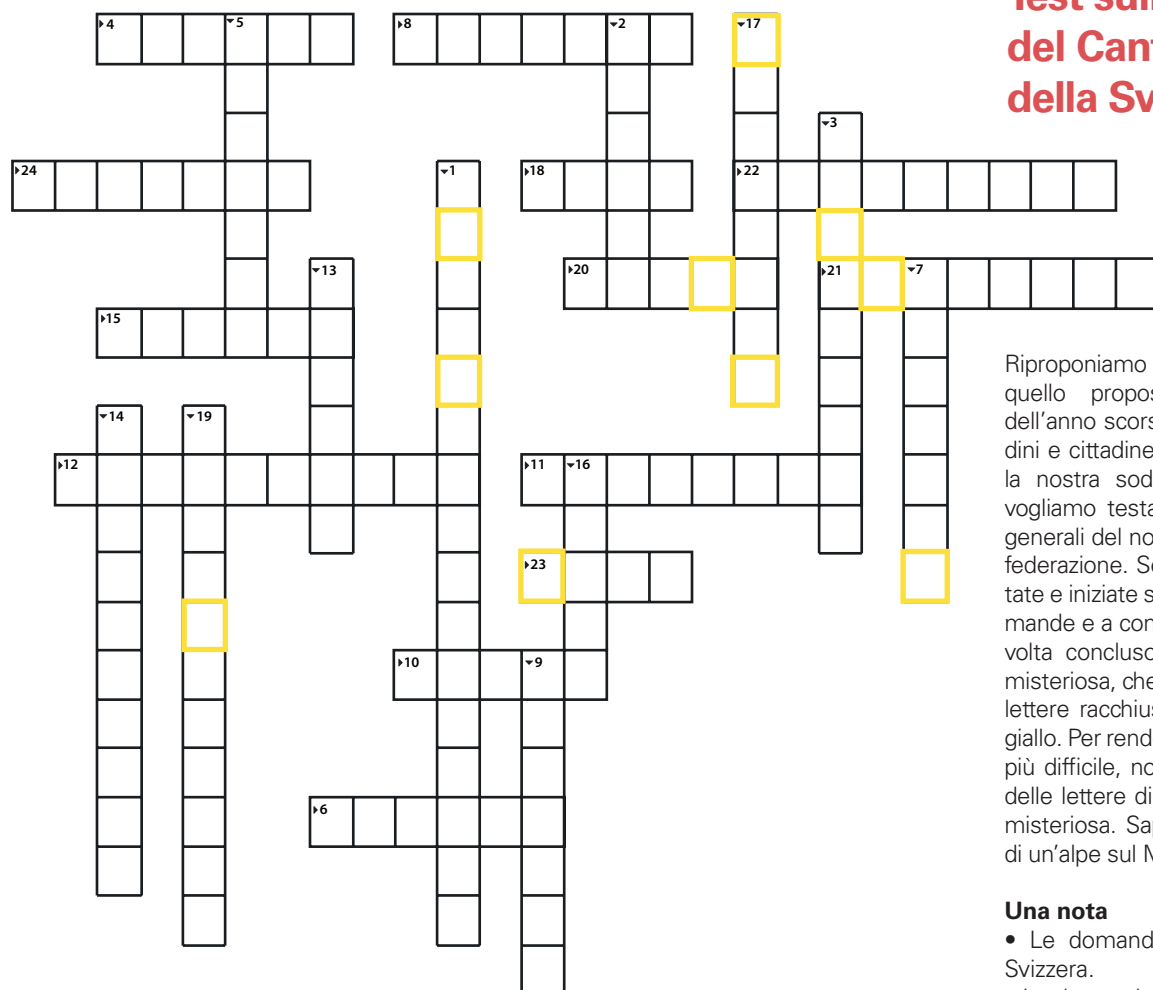 4 5 8 2 17
Test sull
del Cant
della Sv
3
24 1 18 22
13 20 21 7
15
14 19
12 11 16
23
10 9
6
Riproponiamo
quello propos
dell'anno scors
dini e cittadine
la nostra sod
vogliamo testa
generali del no
federazione. Se
tate e iniziate s
mande e a con
volta concluso
misteriosa, che
lettere racchius
giallo. Per rend
più difficile, no
delle lettere di
misteriosa. Sap
di un'alpe sul M
Una nota
• Le domand
Svizzera.